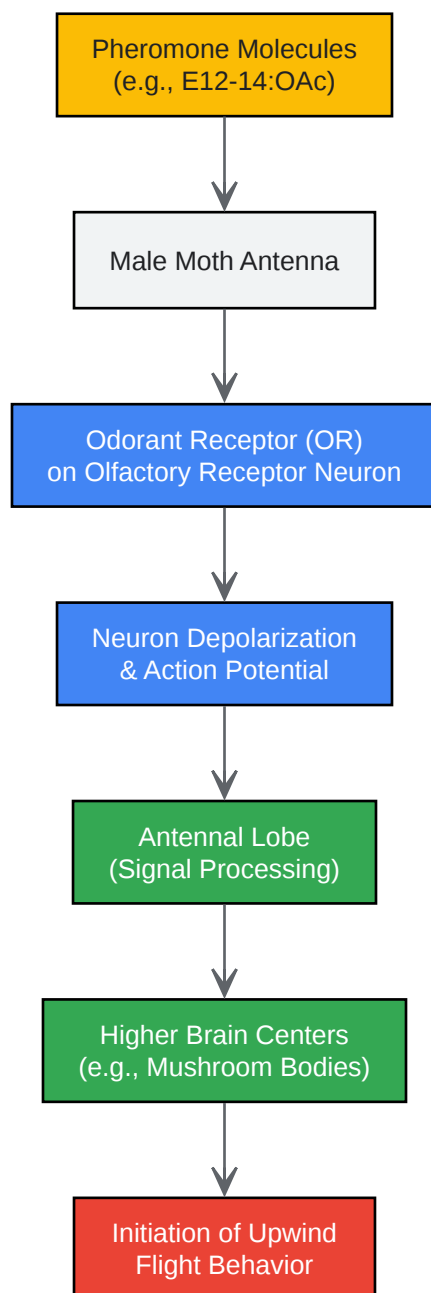 Pheromone Molecules
(e.g., E12-14:OAc)
Male Moth Antenna
Odorant Receptor (OR)
on Olfactory Receptor Neuron
Neuron Depolarization
& Action Potential
Antennal Lobe
(Signal Processing)
Higher Brain Centers
(e.g., Mushroom Bodies)
Initiation of Upwind
Flight Behavior